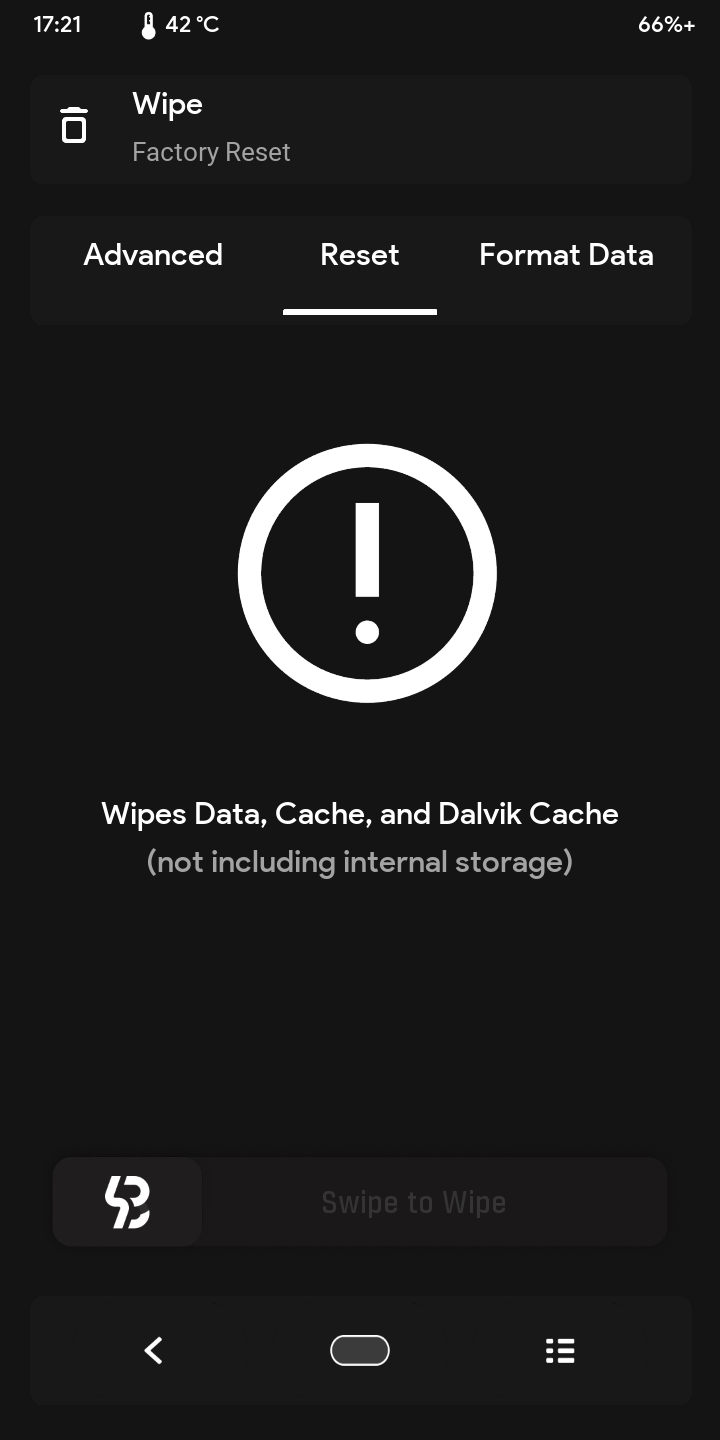 17:21 42 °C 66%+
Wipe
Factory Reset
Advanced Reset Format Data
Wipes Data, Cache, and Dalvik Cache
(not including internal storage)
Swipe to Wipe